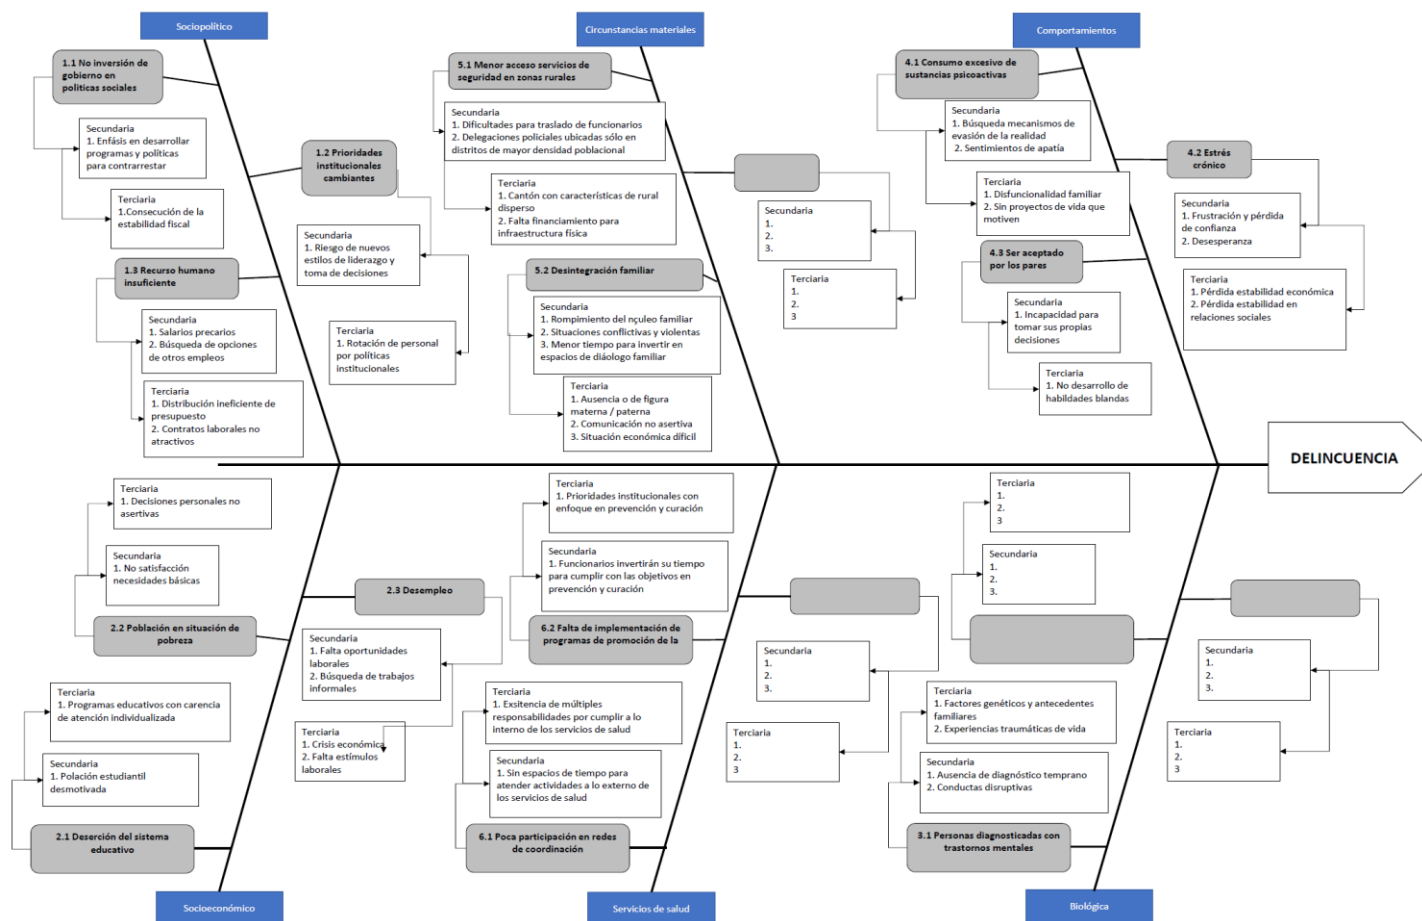 Sociopolítico
Circunstancias materiales
Comportamientos
1.1 No inversión de
gobierno en
politicas sociales
Secundaria
1. Enfásis en desarrollar
programas y políticas
para contrarrestar
Terciaria
1.Consecución de la
estabilidad fiscal
1.2 Prioridades
institucionales
cambiantes
Secundaria
1. Riesgo de nuevos
estilos de liderazgo y
toma de decisiones
Terciaria
1. Rotación de personal
por políticas
institucionales
1.3 Recurso humano
insuficiente
Secundaria
1. Salarios precarios
2. Búsqueda de opciones
de otros empleos
Terciaria
1. Distribución ineficiente de
presupuesto
2. Contratos laborales no
atractivos
5.1 Menor acceso servicios de
seguridad en zonas rurales
Secundaria
1. Dificultades para traslado de funcionarios
2. Delegaciones policiales ubicadas sólo en
distritos de mayor densidad poblacional
Terciaria
1. Cantón con características de rural
disperso
2. Falta financiamiento para
infraestructura física
5.2 Desintegración familiar
Secundaria
1. Rompimiento del nçuleo familiar
2. Situaciones conflictivas y violentas
3. Menor tiempo para invertir en
espacios de diáologo familiar
Terciaria
1. Ausencia o de figura
materna / paterna
2. Comunicación no asertiva
3. Situación económica díficil
Secundaria
1.
2.
3.
Terciaria
1.
2.
3
4.1 Consumo excesivo de
sustancias psicoactivas
Secundaria
1. Búsqueda mecanismos de
evasión de la realidad
2. Sentimientos de apatía
Terciaria
1. Disfuncionalidad familiar
2. Sin proyectos de vida que
motiven
4.2 Estrés
crónico
Secundaria
1. Frustración y pérdida
de confianza
2. Desesperanza
Terciaria
1. Pérdida estabilidad económica
2. Pérdida estabilidad en
relaciones sociales
4.3 Ser aceptado
por los pares
Secundaria
1. Incapacidad para
tomar sus propias
decisiones
Terciaria
1. No desarrollo de
habildades blandas
DELINCUENCIA
Terciaria
1. Decisiones personales no
asertivas
Secundaria
1. No satisfacción
necesidades básicas
2.2 Población en situación de
pobreza
2.3 Desempleo
Secundaria
1. Falta oportunidades
laborales
2. Búsqueda de trabajos
informales
Terciaria
1. Crisis económica
2. Falta estímulos
laborales
Terciaria
1. Programas educativos con carencia
de atención individualizada
Secundaria
1. Polación estudiantil
desmotivada
2.1 Deserción del sistema
educativo
Terciaria
1. Prioridades institucionales con
enfoque en prevención y curación
Secundaria
1. Funcionarios invertirán su tiempo
para cumplir con las objetivos en
prevención y curación
6.2 Falta de implementación de
programas de promoción de la
Terciaria
1. Exsitencia de múltiples
responsabilidades por cumplir a lo
interno de los servicios de salud
Secundaria
1. Sin espacios de tiempo para
atender actividades a lo externo de
los servicios de salud
6.1 Poca participación en redes
de coordinación
Secundaria
1.
2.
3.
Terciaria
1.
2.
3
Terciaria
1.
2.
3
Secundaria
1.
2.
3.
Terciaria
1. Factores genéticos y antecedentes
familiares
2. Experiencias traumáticas de vida
Secundaria
1. Ausencia de diagnóstico temprano
2. Conductas disruptivas
3.1 Personas diagnosticadas con
trastornos mentales
Secundaria
1.
2.
3.
Terciaria
1.
2.
3
Socioeconómico
Servicios de salud
Biológica